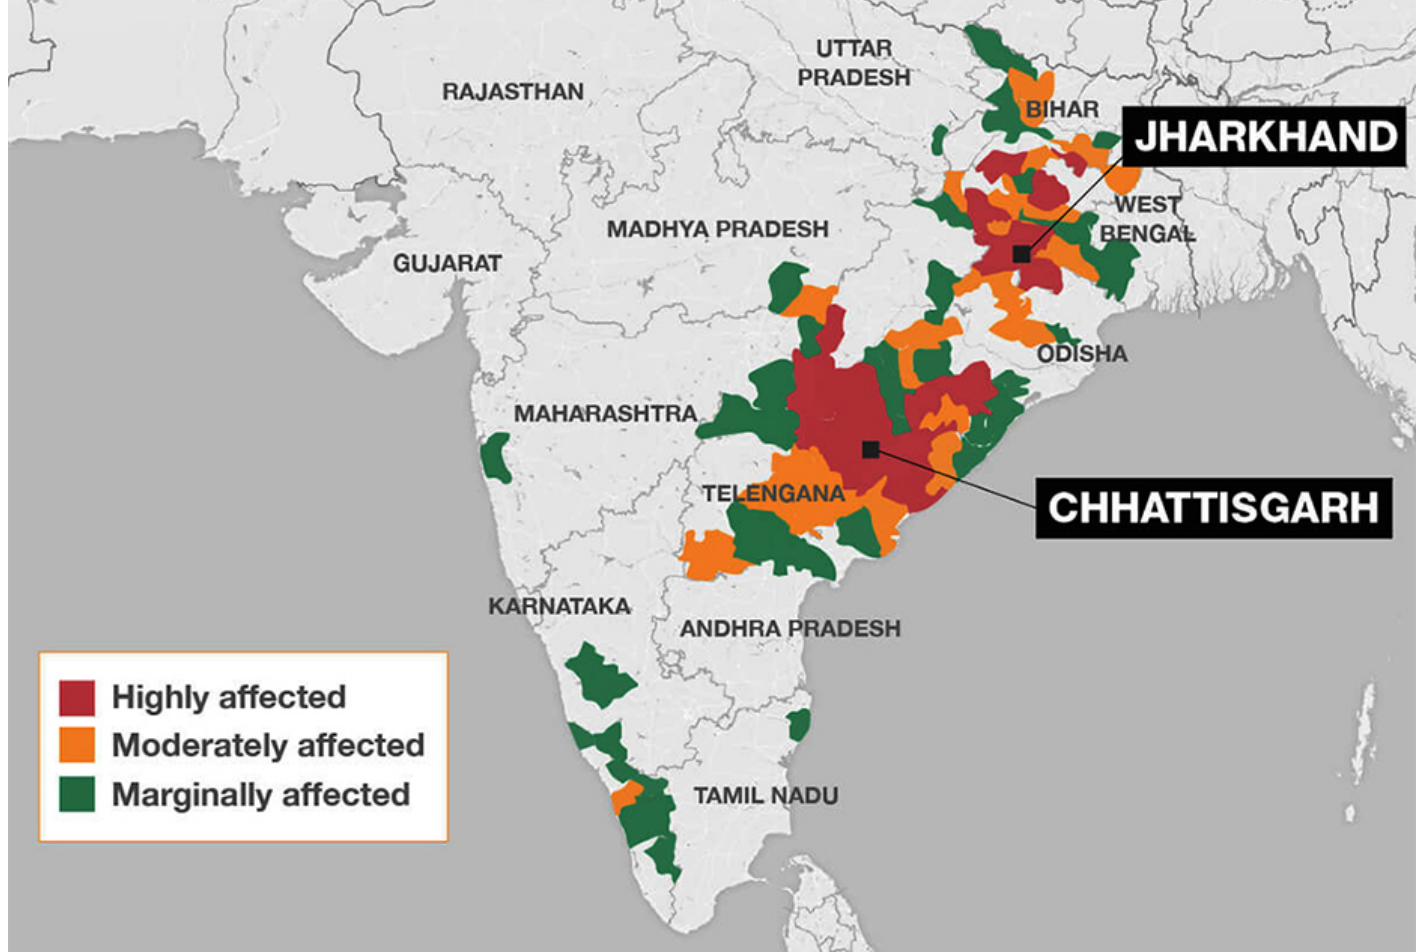 UTTAR
PRADESH
RAJASTHAN
BIHAR
JHARKHAND
WEST
BENGAL
MADHYA PRADESH
GUJARAT
ODISHA
MAHARASHTRA
TELENGANA
CHHATTISGARH
KARNATAKA
ANDHRA PRADESH
Highly affected
Moderately affected
Marginally affected
TAMIL NADU